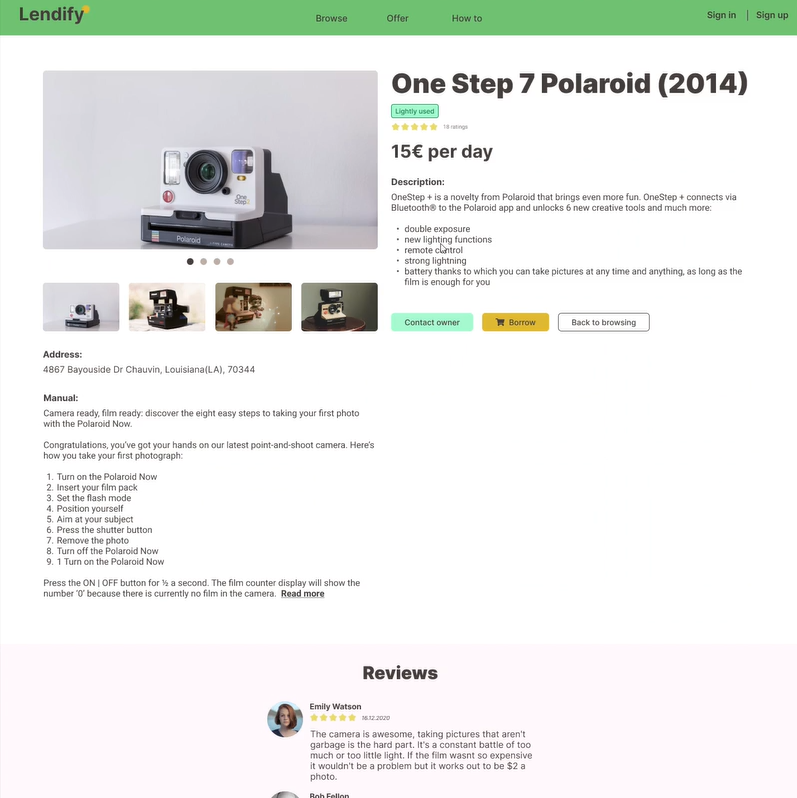 Lendify
Browse
Offer
How to
Sign in
Sign up
One Step 7 Polaroid (2014)
Lightly used
18 ratings
15€ per day
Description:
OneStep + is a novelty from Polaroid that brings even more fun. OneStep + connects via
Bluetooth® to the Polaroid app and unlocks 6 new creative tools and much more:
• double exposure
• new lighting functions
• remote control
• strong lightning
• battery thanks to which you can take pictures at any time and anything, as long as the
film is enough for you
Contact owner
Borrow
Back to browsing
One
Step
Polaroid
Address:
4867 Bayouside Dr Chauvin, Louisiana(LA), 70344
Manual:
Camera ready, film ready: discover the eight easy steps to taking your first photo
with the Polaroid Now.
Congratulations, you've got your hands on our latest point-and-shoot camera. Here's
how you take your first photograph:
1. Turn on the Polaroid Now
2. Insert your film pack
3. Set the flash mode
4. Position yourself
5. Aim at your subject
6. Press the shutter button
7. Remove the photo
8. Turn off the Polaroid Now
9. 1 Turn on the Polaroid Now
Press the ON | OFF button for ½ a second. The film counter display will show the
number '0' because there is currently no film in the camera. Read more
Reviews
Emily Watson
16.12.2020
The camera is awesome, taking pictures that aren't
garbage is the hard part. It's a constant battle of too
much or too little light. If the film wasnt so expensive
it wouldn't be a problem but it works out to be $2 a
photo.
Bob Fellon